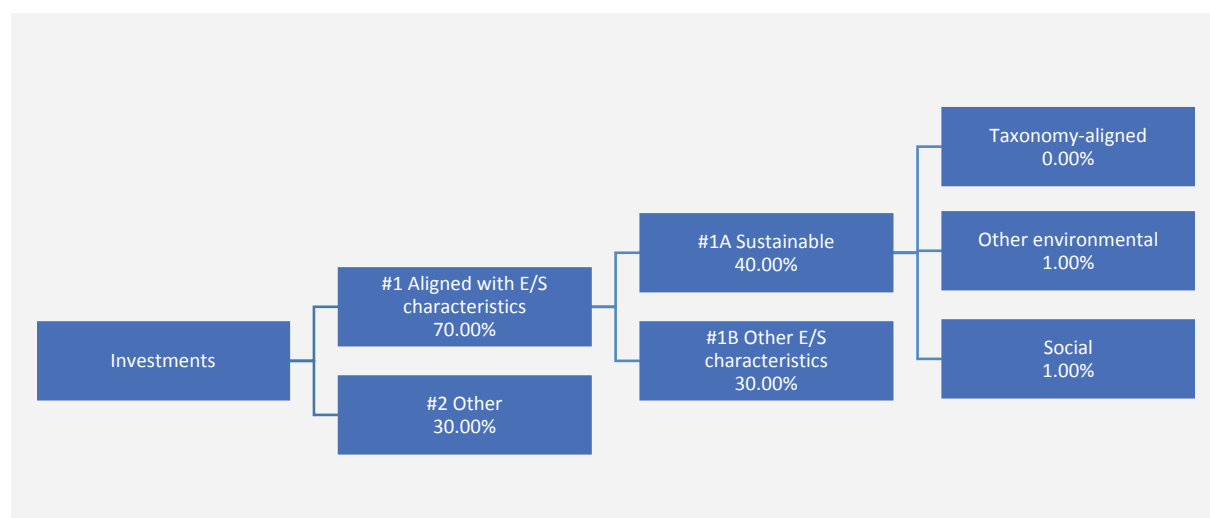 Investments
#1 Aligned with E/S
characteristics
70.00%
#2 Other
30.00%
#1A Sustainable
40.00%
#1B Other E/S
characteristics
30.00%
Taxonomy-aligned
0.00%
Other environmental
1.00%
Social
1.00%